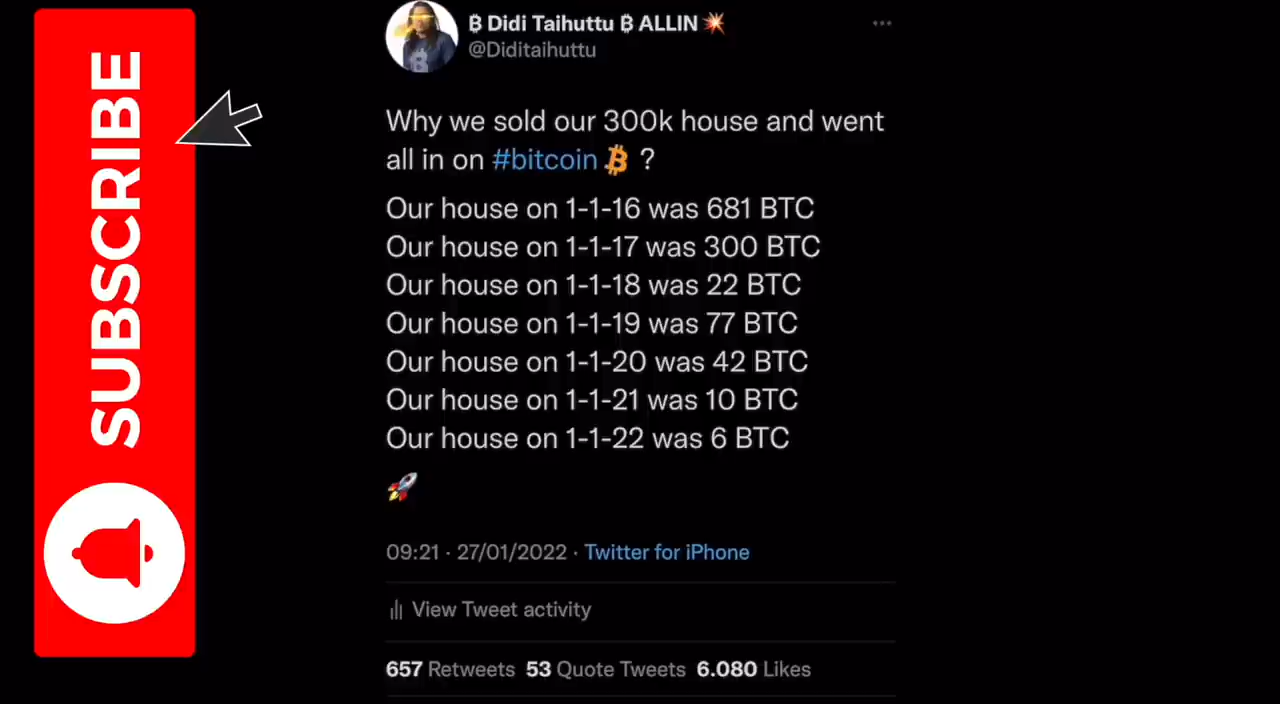 SUBSCRIBE
₿ Didi Taihuttu ₿ ALLIN 💥
@Diditaihuttu
Why we sold our 300k house and went
all in on #bitcoin ?
Our house on 1-1-16 was 681 BTC
Our house on 1-1-17 was 300 BTC
Our house on 1-1-18 was 22 BTC
Our house on 1-1-19 was 77 BTC
Our house on 1-1-20 was 42 BTC
Our house on 1-1-21 was 10 BTC
Our house on 1-1-22 was 6 BTC
🚀
09:21 · 27/01/2022 · Twitter for iPhone
View Tweet activity
657 Retweets 53 Quote Tweets 6.080 Likes